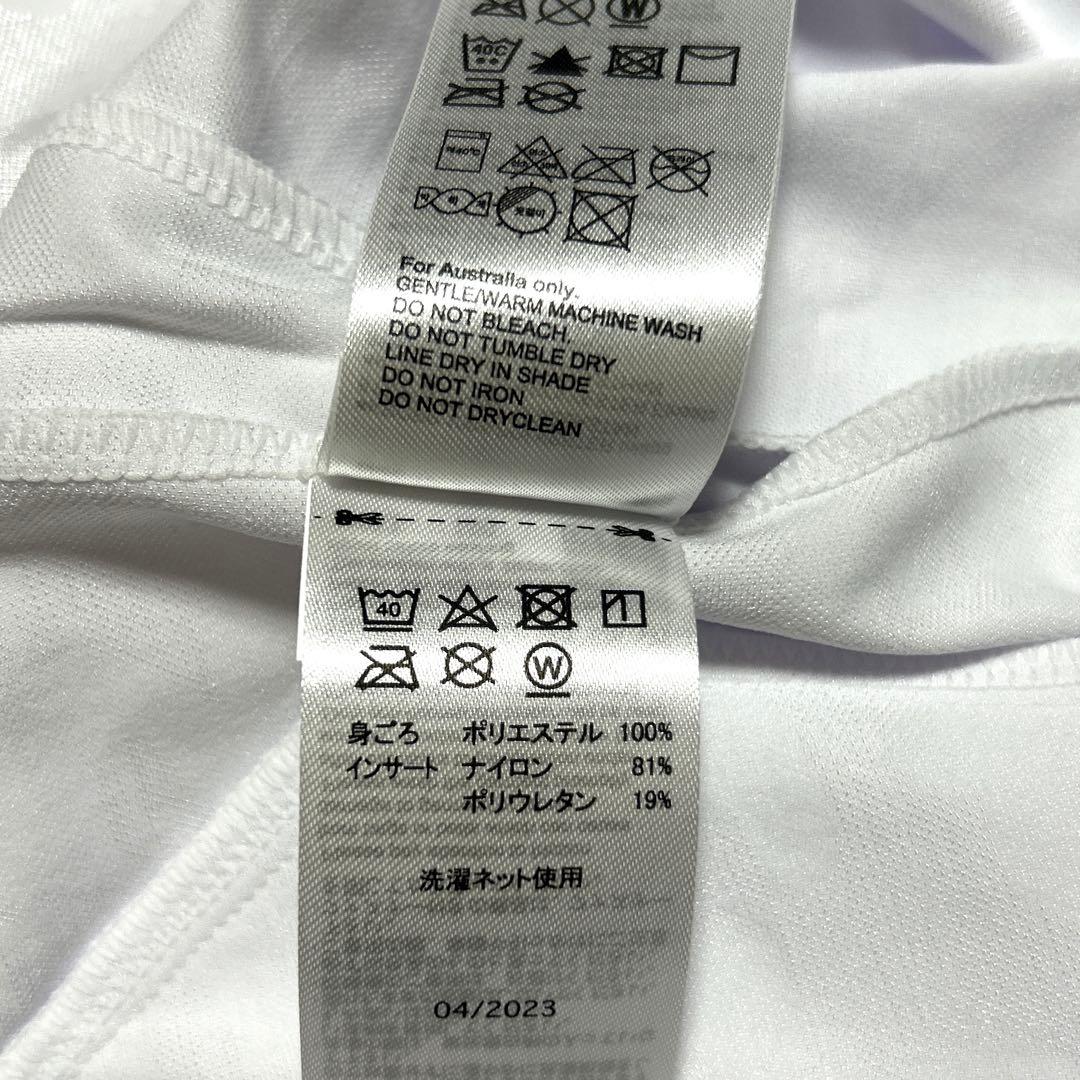 W
40C
For Australia only.
GENTLE/WARM MACHINE WASH
DO NOT BLEACH.
DO NOT TUMBLE DRY
LINE DRY IN SHADE
DO NOT IRON
DO NOT DRYCLEAN
40
W
身ごろ ポリエステル 100%
インサート ナイロン 81%
ポリウレタン 19%
洗濯ネット使用
04/2023